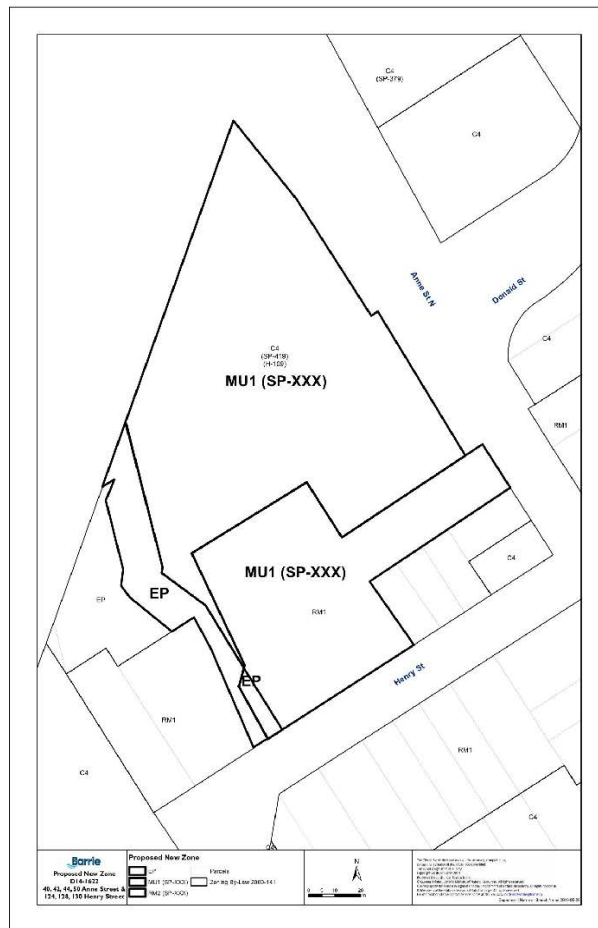 C4
(SP-379)
C4
Anne St N
Donald St
C4
C4
(SP-419)
(H-109)
MU1 (SP-XXX)
RM1
MU1 (SP-XXX)
C4
EP
EP
RM1
EP
Henry St
RM1
RM1
C4
C4
C4
Barrie
Proposed New Zone
D14-1622
40, 42, 44, 50 Anne Street &
124, 128, 130 Henry Street
Proposed New Zone
EP
MU1 (SP-XXX)
RM2 (SP-XXX)
Parcels
Zoning By-Law 2009-141
N